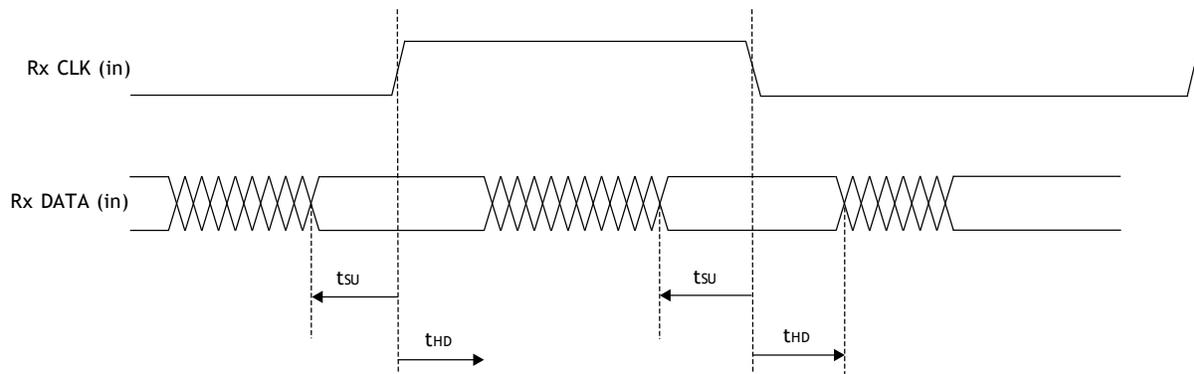 Rx CLK (in)
Rx DATA (in)
tSU
tSU
tHD
tHD